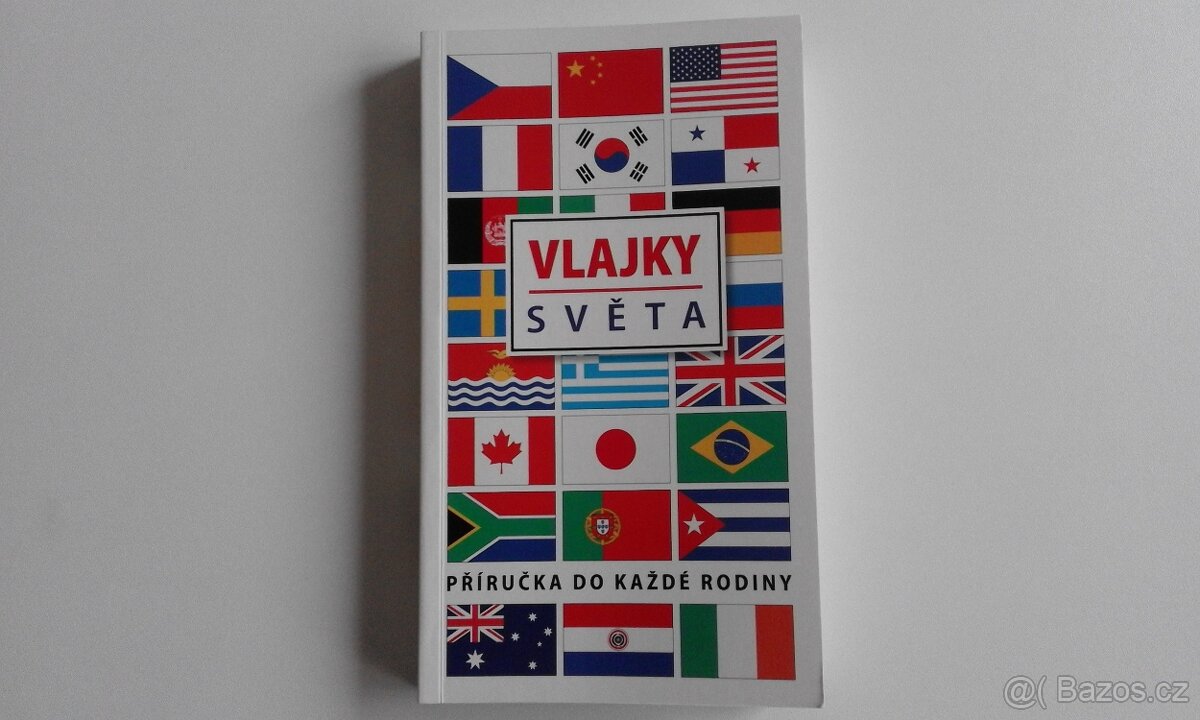 VLAJKY
SVĚTA
PŘÍRUČKA DO KAŽDÉ RODINY
@( Bazos.cz